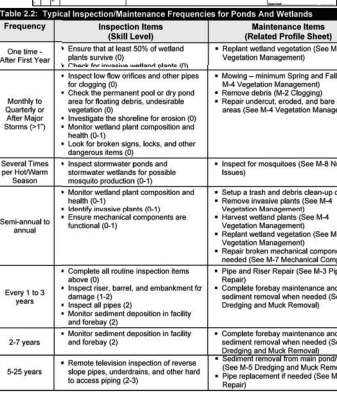 Table 2.2: Typical Inspection/Maintenance Frequencies for Ponds And Wetlands
Frequency
Inspection Items
(Skill Level)
Maintenance Items
(Related Profile Sheet)
One time -
After First Year
• Ensure that at least 50% of wetland
plants survive (0)
• Check for invasive wetland plants (0)
• Replant wetland vegetation (See M
Vegetation Management)
Monthly to
Quarterly or
After Major
Storms (>1")
• Inspect low flow orifices and other pipes
for clogging (0)
• Check the permanent pool or dry pond
area for floating debris, undesirable
vegetation (0)
• Investigate the shoreline for erosion (0)
• Monitor wetland plant composition and
health (0-1)
• Look for broken signs, locks, and other
dangerous items (0)
• Mowing – minimum Spring and Fall
M-4 Vegetation Management)
• Remove debris (M-2 Clogging)
• Repair undercut, eroded, and bare
areas (See M-4 Vegetation Manage
Several Times
per Hot/Warm
Season
• Inspect stormwater ponds and
stormwater wetlands for possible
mosquito production (0-1)
• Inspect for mosquitoes (See M-8 Nu
Issues)
Semi-annual to
annual
• Monitor wetland plant composition and
health (0-1)
• Identify invasive plants (0-1)
• Ensure mechanical components are
functional (0-1)
• Setup a trash and debris clean-up d
• Remove invasive plants (See M-4
Vegetation Management)
• Harvest wetland plants (See M-4
Vegetation Management)
• Replant wetland vegetation (See M
Vegetation Management)
• Repair broken mechanical compone
needed (See M-7 Mechanical Comp
Every 1 to 3
years
• Complete all routine inspection items
above (0)
• Inspect riser, barrel, and embankment for
damage (1-2)
• Inspect all pipes (2)
• Monitor sediment deposition in facility
and forebay (2)
• Pipe and Riser Repair (See M-3 Pip
Repair)
• Complete forebay maintenance and
sediment removal when needed (Se
Dredging and Muck Removal)
2-7 years
• Monitor sediment deposition in facility
and forebay (2)
• Complete forebay maintenance and
sediment removal when needed (Se
Dredging and Muck Removal)
5-25 years
• Remote television inspection of reverse
slope pipes, underdrains, and other hard
to access piping (2-3)
• Sediment removal from main pond/
(See M-5 Dredging and Muck Rem
• Pipe replacement if needed (See M
Repair)